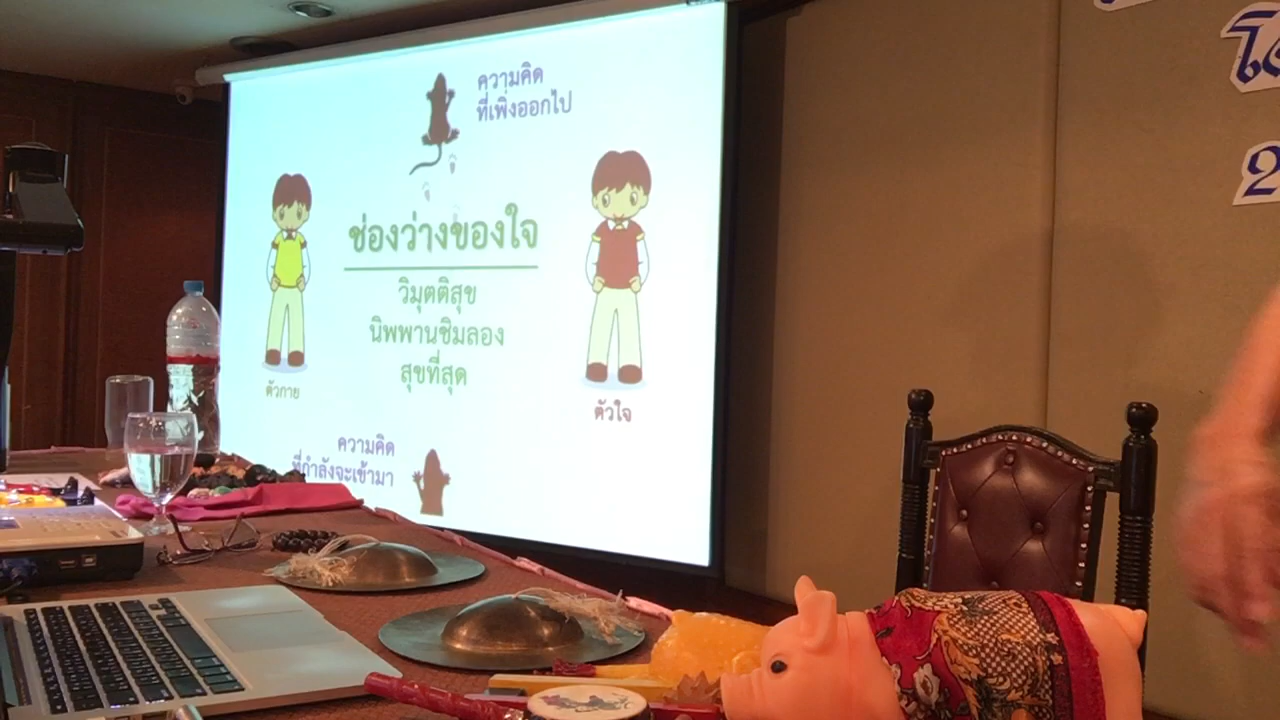 ความคิด
ที่เพิ่งออกไป
ช่องว่างของใจ
วิมุตติสุข
นิพพานชิมลอง
สุขที่สุด
ตัวกาย
ตัวใจ
ความคิด
ที่กำลังจะเข้ามา
2